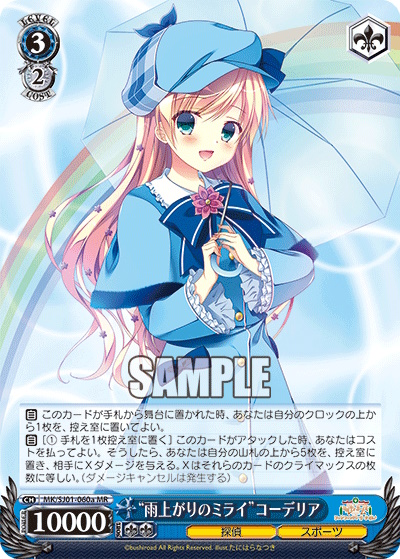 LEVEL
3
2
COST
SAMPLE
自 このカードが手札から舞台に置かれた時、あなたは自分のクロックの上か
ら1枚を、控え室に置いてよい。
自 [① 手札を1枚控え室に置く] このカードがアタックした時、あなたはコス
トを払ってよい。そうしたら、あなたは自分の山札の上から5枚を、控え室に
置き、相手にXダメージを与える。Xはそれらのカードのクライマックスの枚
数に等しい。(ダメージキャンセルは発生する)
CH MK/SJ01-060a MR
10000
“雨上がりのミライ”コーデリア
探偵
スポーツ
©bushiroad All Rights Reserved. illust.たにはらなつき